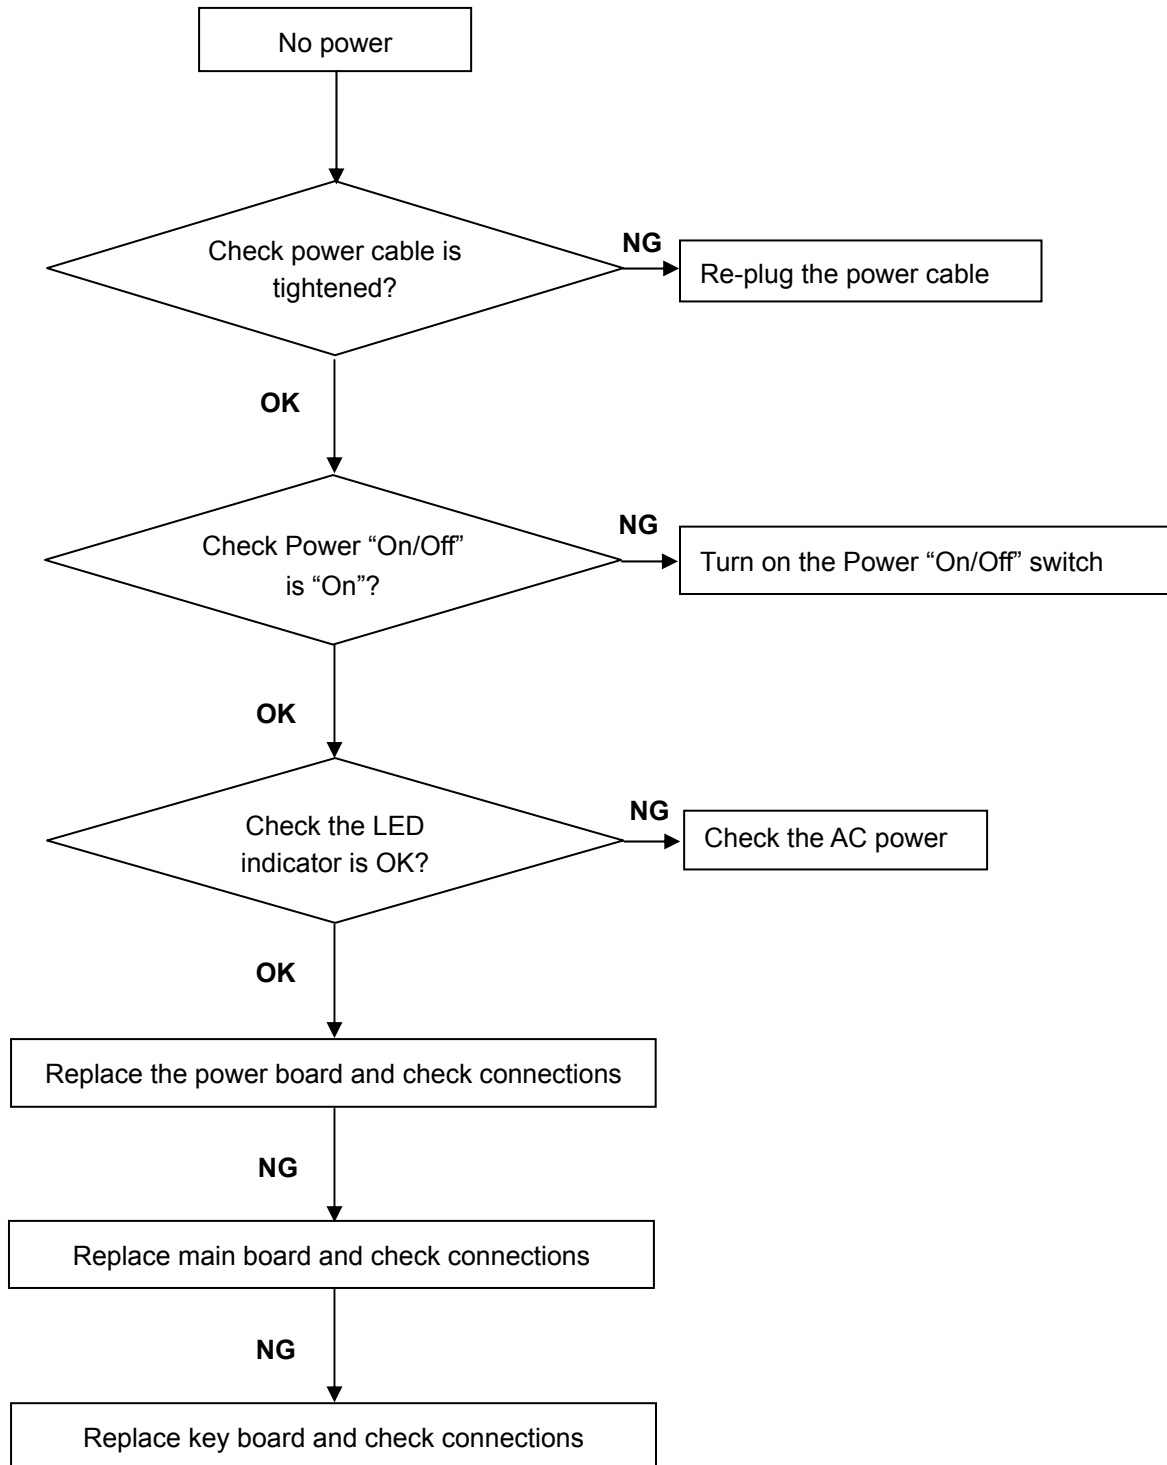 No power
Check power cable is
tightened?
NG
Re-plug the power cable
OK
Check Power “On/Off”
is “On”?
NG
Turn on the Power “On/Off” switch
OK
Check the LED
indicator is OK?
NG
Check the AC power
OK
Replace the power board and check connections
NG
Replace main board and check connections
NG
Replace key board and check connections